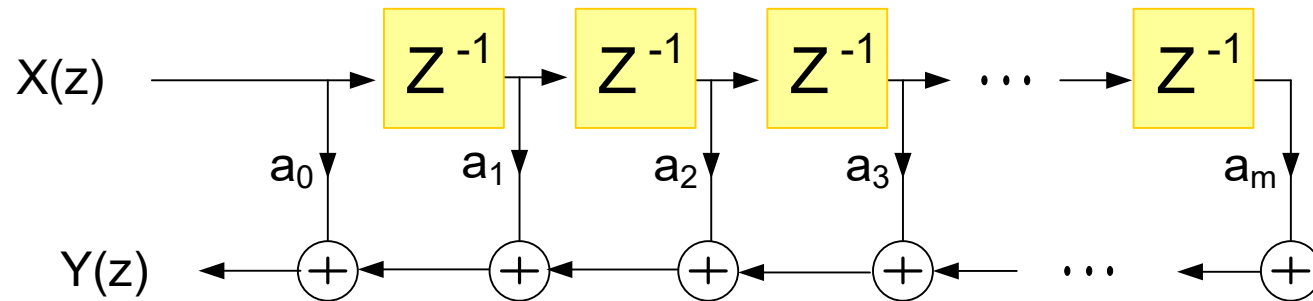 X(z) Z⁻¹ Z⁻¹ Z⁻¹ ··· Z⁻¹
a₀ a₁ a₂ a₃ aₘ
Y(z) + + + + ··· +